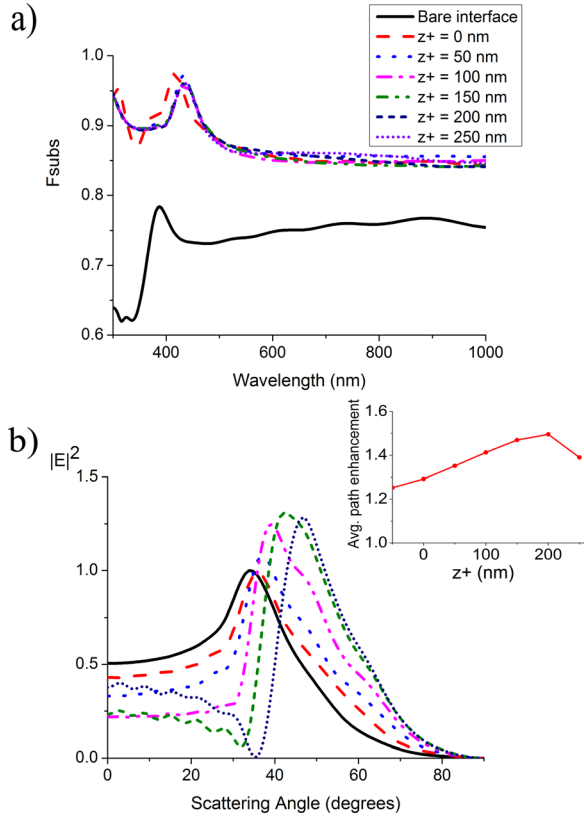 a)
Bare interface
z+ = 0 nm
z+ = 50 nm
z+ = 100 nm
z+ = 150 nm
z+ = 200 nm
z+ = 250 nm
1.0
0.9
0.8
0.7
0.6
Fsubs
400 600 800 1000
Wavelength (nm)
b)
|E|²
1.5
1.0
0.5
0.0
0 20 40 60 80
Scattering Angle (degrees)
Avg. path enhancement
1.6
1.4
1.2
1.0
0 100 200
z+ (nm)